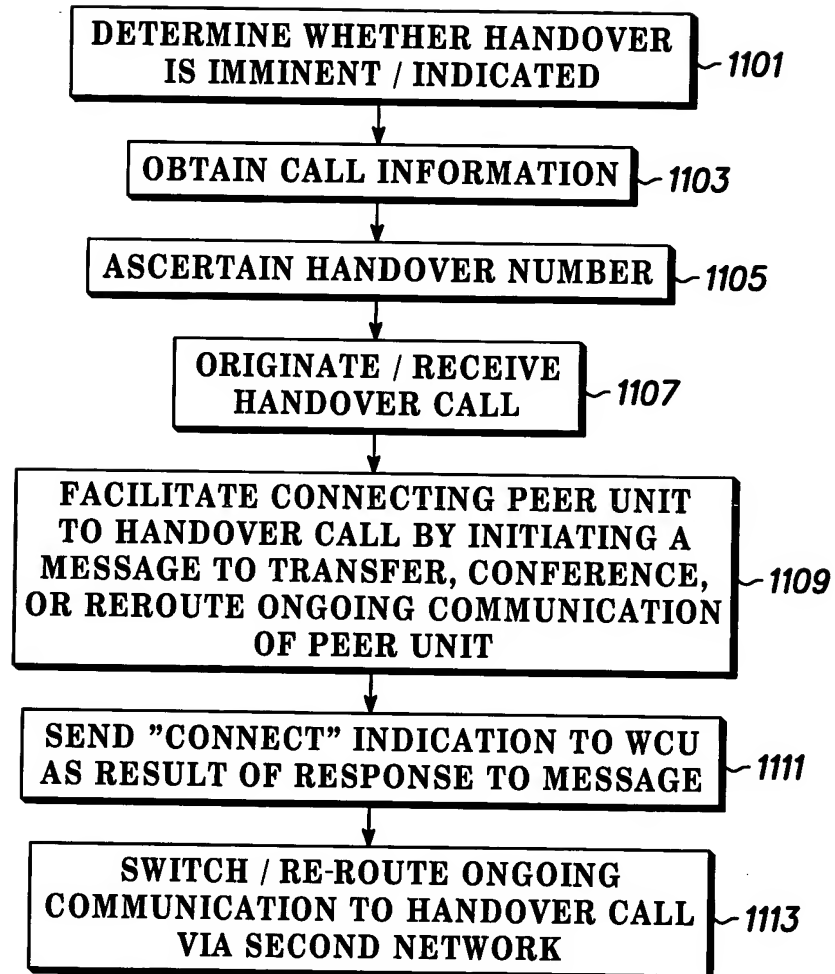 DETERMINE WHETHER HANDOVER
IS IMMINENT / INDICATED
1101
OBTAIN CALL INFORMATION
1103
ASCERTAIN HANDOVER NUMBER
1105
ORIGINATE / RECEIVE
HANDOVER CALL
1107
FACILITATE CONNECTING PEER UNIT
TO HANDOVER CALL BY INITIATING A
MESSAGE TO TRANSFER, CONFERENCE,
OR REROUTE ONGOING COMMUNICATION
OF PEER UNIT
1109
SEND "CONNECT" INDICATION TO WCU
AS RESULT OF RESPONSE TO MESSAGE
1111
SWITCH / RE-ROUTE ONGOING
COMMUNICATION TO HANDOVER CALL
VIA SECOND NETWORK
1113